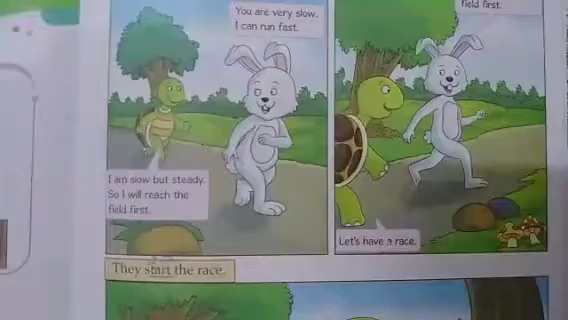 You are very slow.
I can run fast.
I am slow but steady.
So I will reach the
field first.
field first.
Let's have a race.
They start the race.